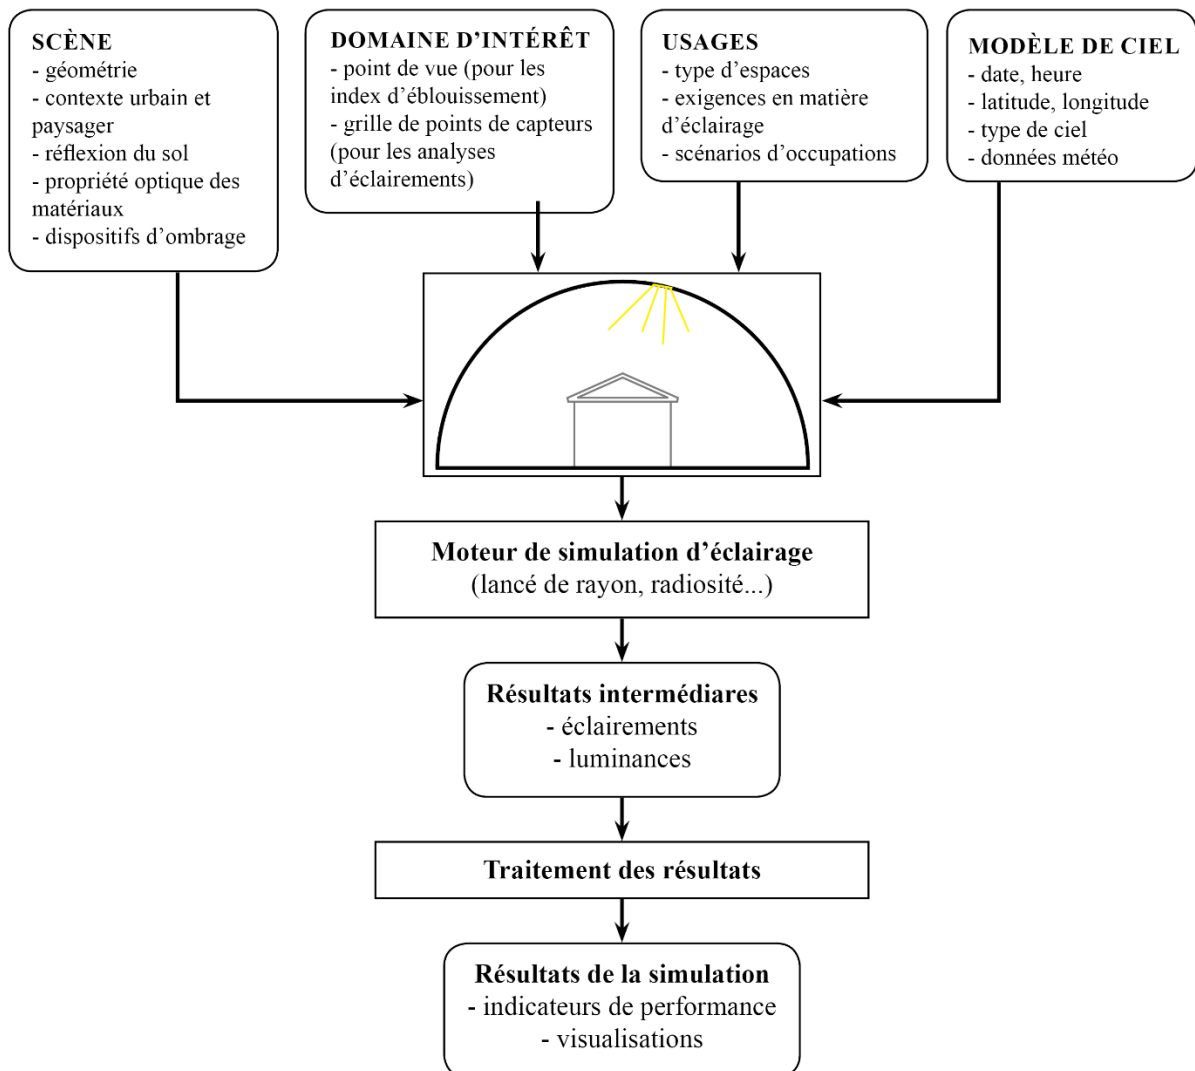 SCÈNE
- géométrie
- contexte urbain et
paysager
- réflexion du sol
- propriété optique des
matériaux
- dispositifs d’ombrage
DOMAINE D’INTÉRÊT
- point de vue (pour les
index d’éblouissement)
- grille de points de capteurs
(pour les analyses
d’éclairements)
USAGES
- type d’espaces
- exigences en matière
d’éclairage
- scénarios d’occupations
MODÈLE DE CIEL
- date, heure
- latitude, longitude
- type de ciel
- données météo
Moteur de simulation d’éclairage
(lancé de rayon, radiosité...)
Résultats intermédiares
- éclairements
- luminances
Traitement des résultats
Résultats de la simulation
- indicateurs de performance
- visualisations